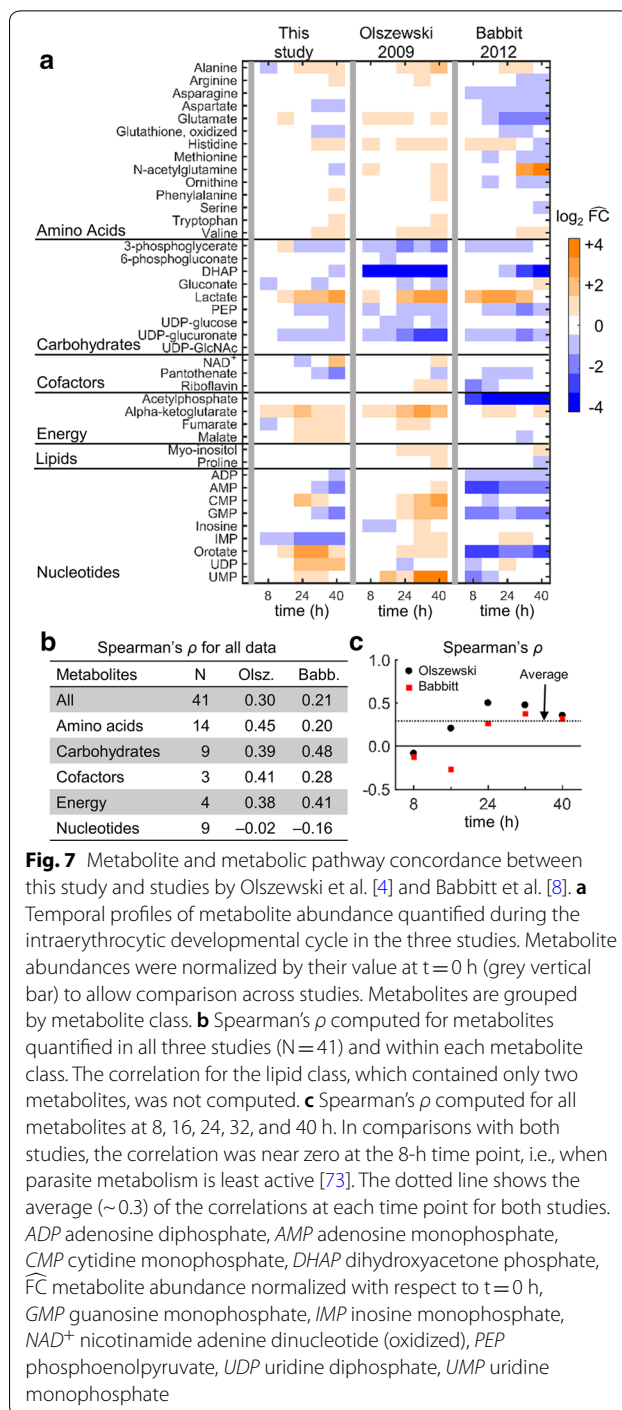 This study
Olszewski 2009
Babbit 2012
a
Alanine
Arginine
Asparagine
Aspartate
Glutamate
Glutathione, oxidized
Histidine
Methionine
N-acetylglutamine
Ornithine
Phenylalanine
Serine
Tryptophan
Valine
Amino Acids
3-phosphoglycerate
6-phosphogluconate
DHAP
Gluconate
Lactate
PEP
UDP-glucose
UDP-glucuronate
UDP-GlcNAc
Carbohydrates
NAD+
Pantothenate
Riboflavin
Cofactors
Acetylphosphate
Alpha-ketoglutarate
Fumarate
Malate
Energy
Myo-inositol
Proline
Lipids
ADP
AMP
CMP
GMP
Inosine
IMP
Orotate
UDP
UMP
Nucleotides
8 24 40 8 24 40 8 24 40
time (h) time (h) time (h)
log2 F̂Ĉ
+4
+2
0
-2
-4
b Spearman's ρ for all data
Metabolites N Olsz. Babb.
All 41 0.30 0.21
Amino acids 14 0.45 0.20
Carbohydrates 9 0.39 0.48
Cofactors 3 0.41 0.28
Energy 4 0.38 0.41
Nucleotides 9 –0.02 –0.16
c Spearman's ρ
1.0
0.5
0.0
-0.5
Olszewski
Babbitt
Average
8 24 40
time (h)
Fig. 7 Metabolite and metabolic pathway concordance between
this study and studies by Olszewski et al. [4] and Babbitt et al. [8]. a
Temporal profiles of metabolite abundance quantified during the
intraerythrocytic developmental cycle in the three studies. Metabolite
abundances were normalized by their value at t = 0 h (grey vertical
bar) to allow comparison across studies. Metabolites are grouped
by metabolite class. b Spearman's ρ computed for metabolites
quantified in all three studies (N = 41) and within each metabolite
class. The correlation for the lipid class, which contained only two
metabolites, was not computed. c Spearman's ρ computed for all
metabolites at 8, 16, 24, 32, and 40 h. In comparisons with both
studies, the correlation was near zero at the 8-h time point, i.e., when
parasite metabolism is least active [73]. The dotted line shows the
average (~ 0.3) of the correlations at each time point for both studies.
ADP adenosine diphosphate, AMP adenosine monophosphate,
CMP cytidine monophosphate, DHAP dihydroxyacetone phosphate,
F̂Ĉ metabolite abundance normalized with respect to t = 0 h,
GMP guanosine monophosphate, IMP inosine monophosphate,
NAD+ nicotinamide adenine dinucleotide (oxidized), PEP
phosphoenolpyruvate, UDP uridine diphosphate, UMP uridine
monophosphate